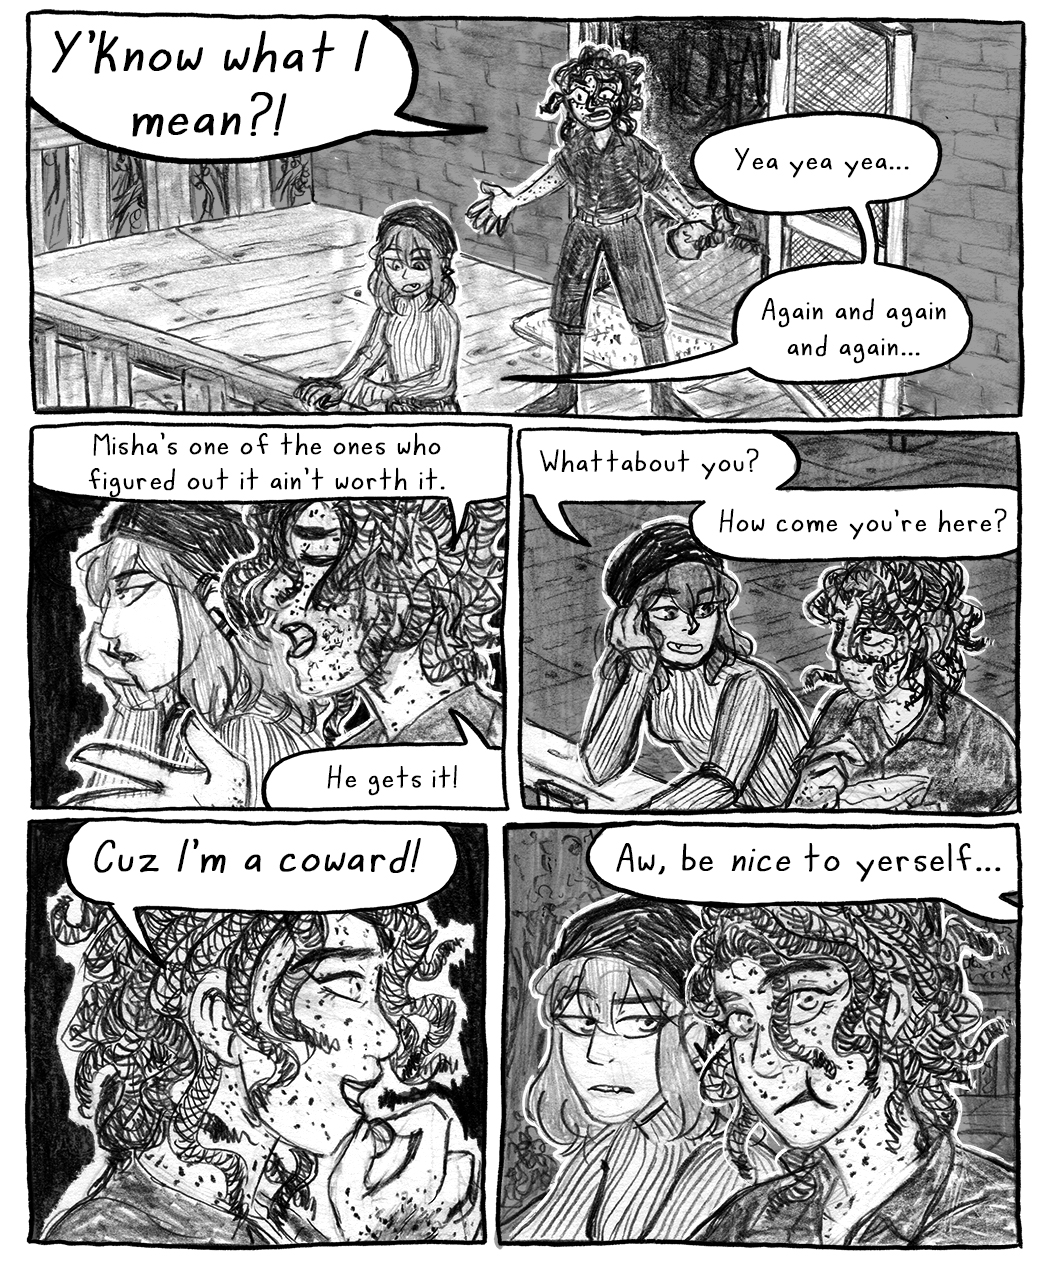 Y'Know what I
mean?!
Yea yea yea...
Again and again
and again...
Misha's one of the ones who
figured out it ain't worth it.
He gets it!
Whattabout you?
How come you're here?
Cuz I'm a coward!
Aw, be nice to yerself...